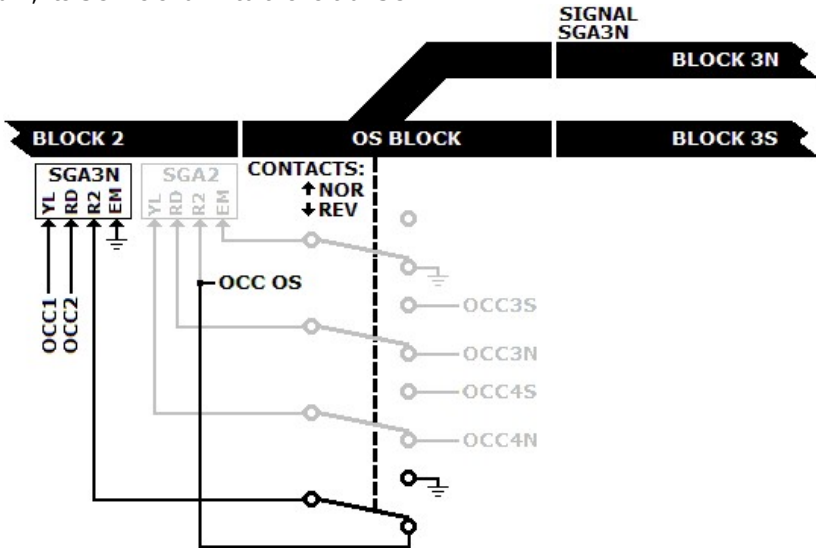 SIGNAL
SGA3N
BLOCK 3N
BLOCK 2
OS BLOCK
BLOCK 3S
SGA3N
YL
RD
R2
EM
SGA2
YL
RD
R2
EM
CONTACTS:
NOR
REV
OCC1
OCC2
OCC OS
OCC3S
OCC3N
OCC4S
OCC4N